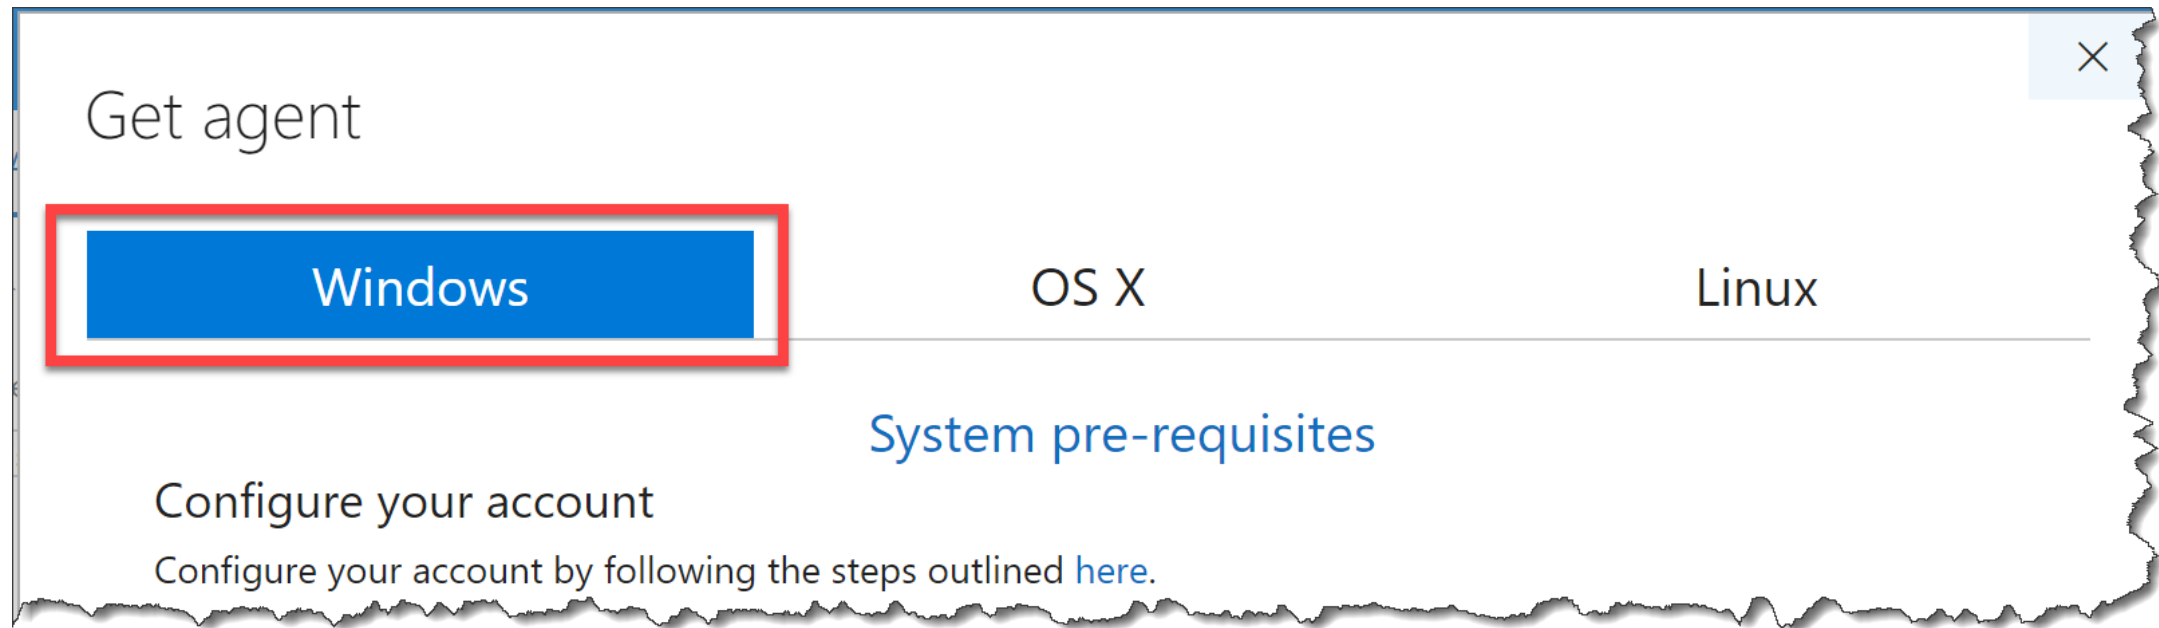 Get agent
Windows OS X Linux
System pre-requisites
Configure your account
Configure your account by following the steps outlined here.